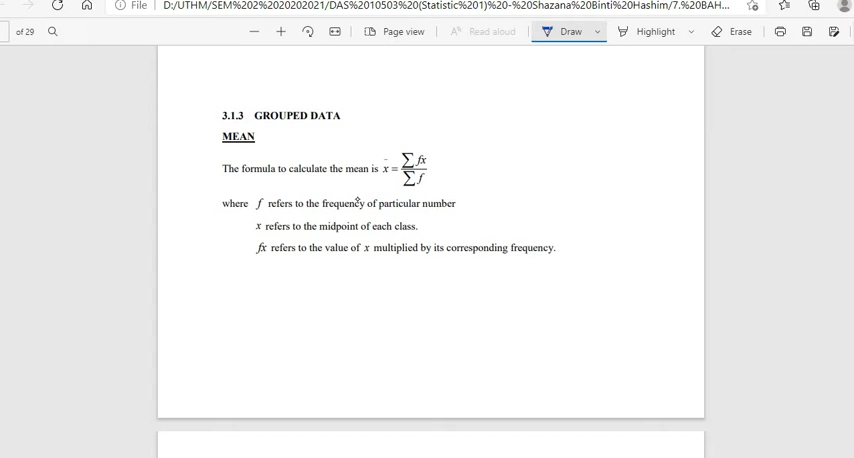 File | D:/UTHM/SEM%202%2020202021/DAS%2010503%20(Statistic%201)%20-%20Shazana%20Binti%20Hashim/7.%20BAH...
of 29 Page view Read aloud Draw Highlight Erase
3.1.3 GROUPED DATA
MEAN
The formula to calculate the mean is x̄ = ∑fx / ∑f
where f refers to the frequency of particular number
x refers to the midpoint of each class.
fx refers to the value of x multiplied by its corresponding frequency.